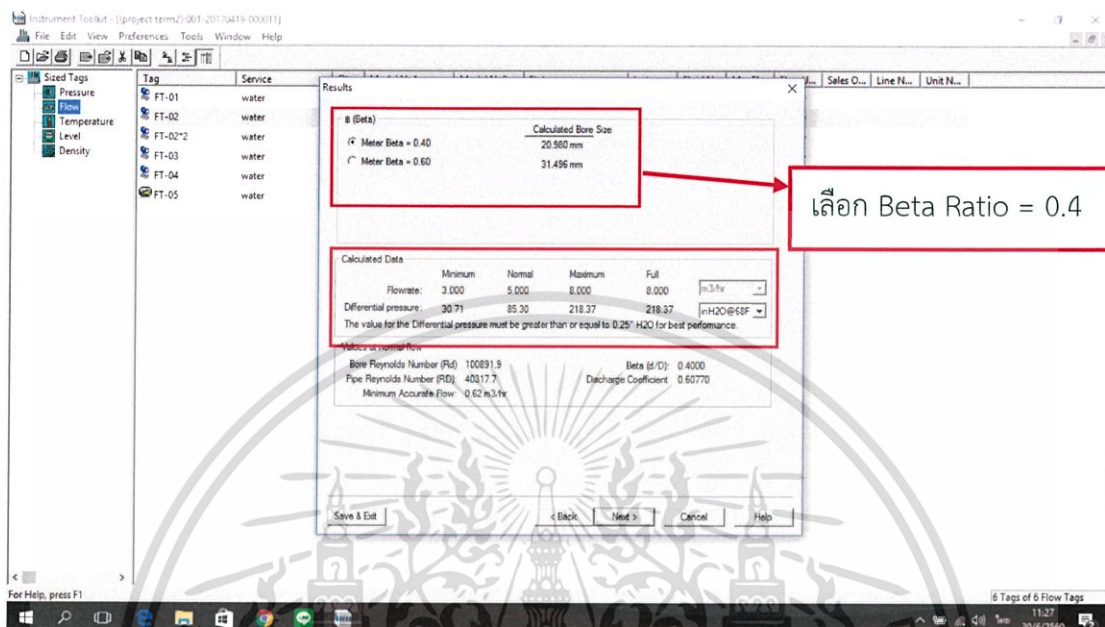 Instrument Toolkit - [(project term2):001-20170419-000011]
File Edit View Preferences Tools Window Help
Sized Tags
Pressure
Flow
Temperature
Level
Density
Tag Service
Sales O... Line N... Unit N...
FT-01 water
FT-02 water
FT-02*2 water
FT-03 water
FT-04 water
FT-05 water
Results
B (Beta)
Calculated Bore Size
Meter Beta = 0.40 20.980 mm
Meter Beta = 0.60 31.496 mm
เลือก Beta Ratio = 0.4
Calculated Data
Minimum Normal Maximum Full
Flowrate: 3.000 5.000 8.000 8.000 m3/hr
Differential pressure: 30.71 85.30 218.37 218.37 inH2O@68F
The value for the Differential pressure must be greater than or equal to 0.25" H2O for best performance.
Values at normal flow
Bore Reynolds Number (Rd) 100891.9 Beta (d/D): 0.4000
Pipe Reynolds Number (RD): 40317.7 Discharge Coefficient 0.60770
Minimum Accurate Flow: 0.62 m3/hr
Save & Exit < Back Next > Cancel Help
For Help, press F1
6 Tags of 6 Flow Tags
11:27
20/6/2560